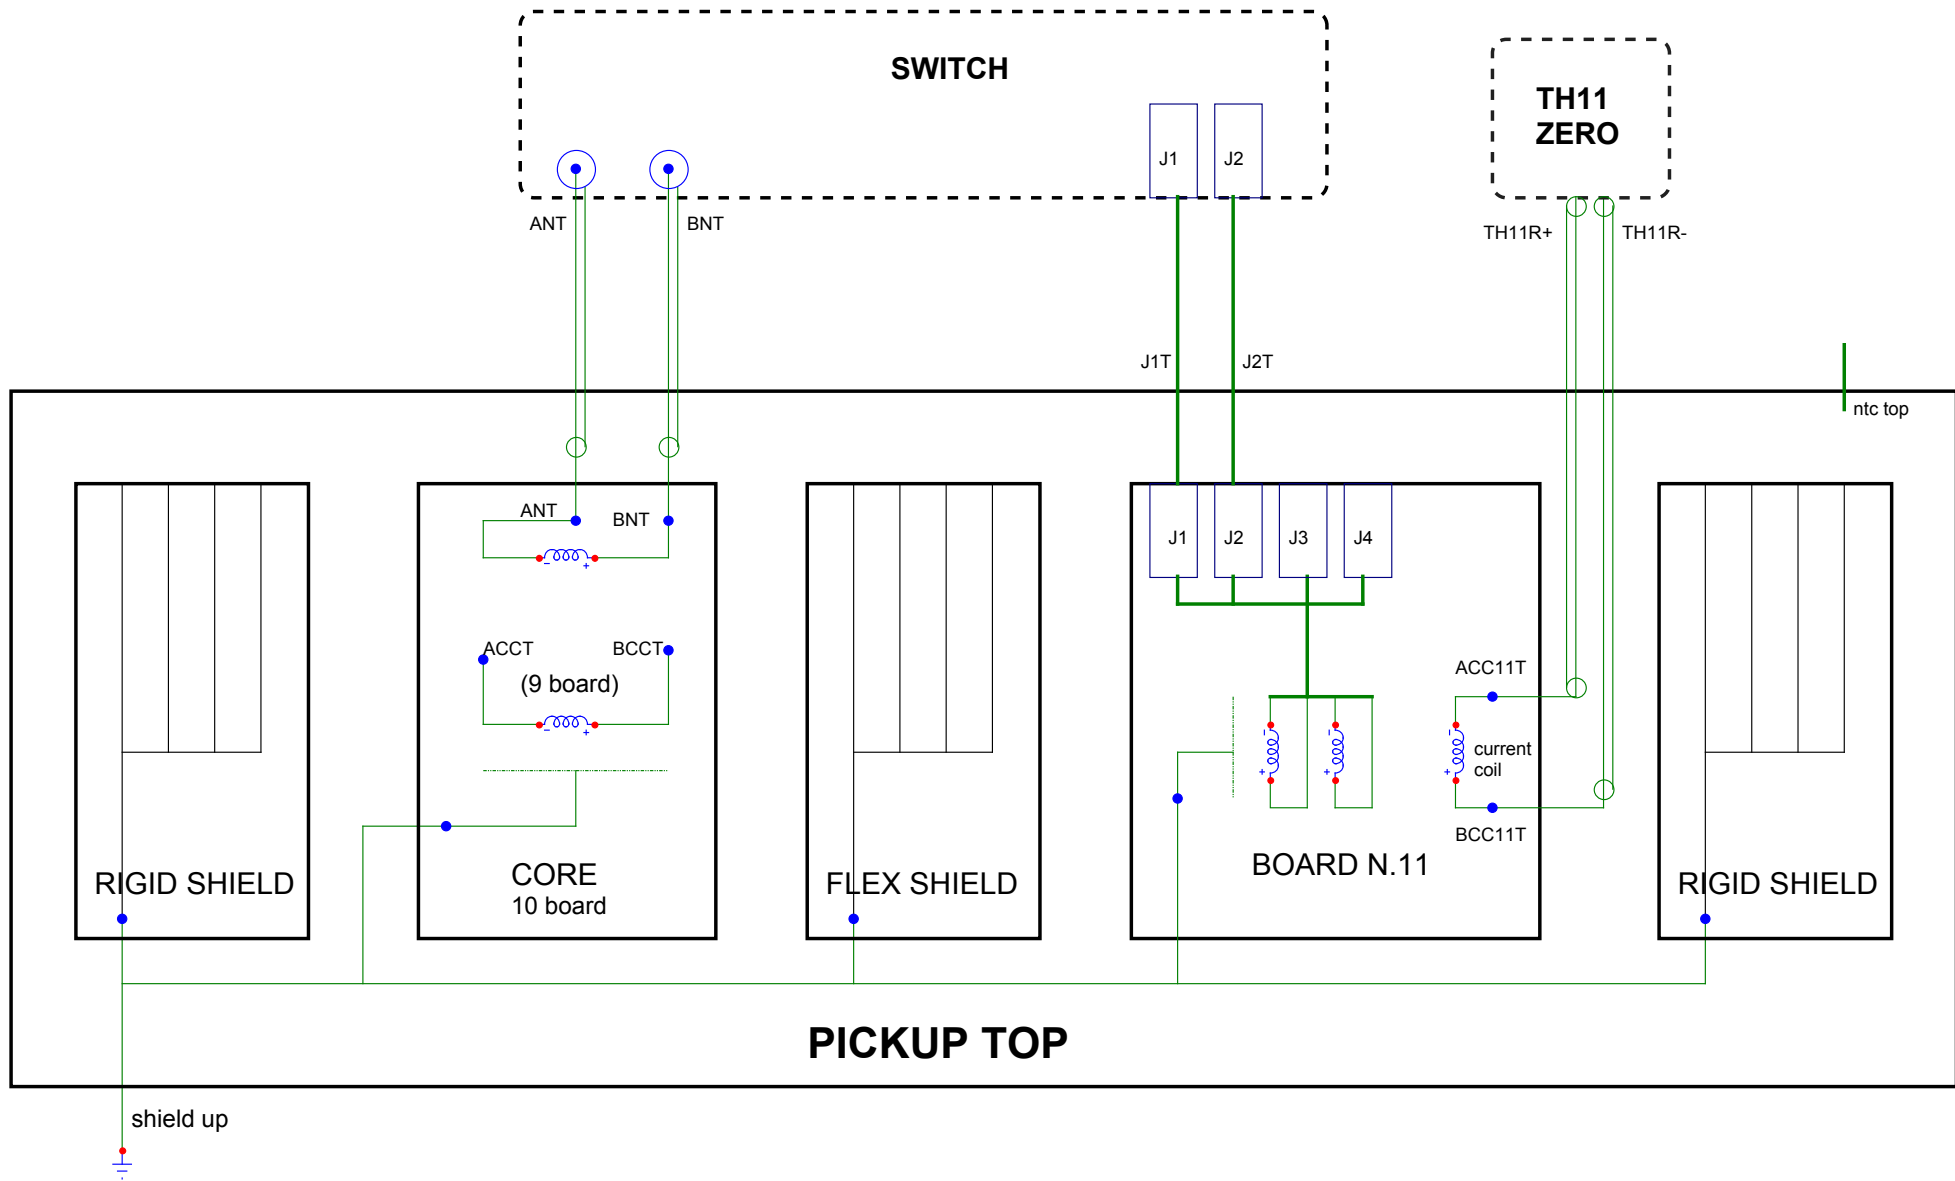 SWITCH
TH11
ZERO
J1
J2
ANT
BNT
TH11R+
TH11R-
J1T
J2T
ntc top
ANT
BNT
J1
J2
J3
J4
ACCT
BCCT
(9 board)
ACC11T
current
coil
BCC11T
RIGID SHIELD
CORE
10 board
FLEX SHIELD
BOARD N.11
RIGID SHIELD
PICKUP TOP
shield up